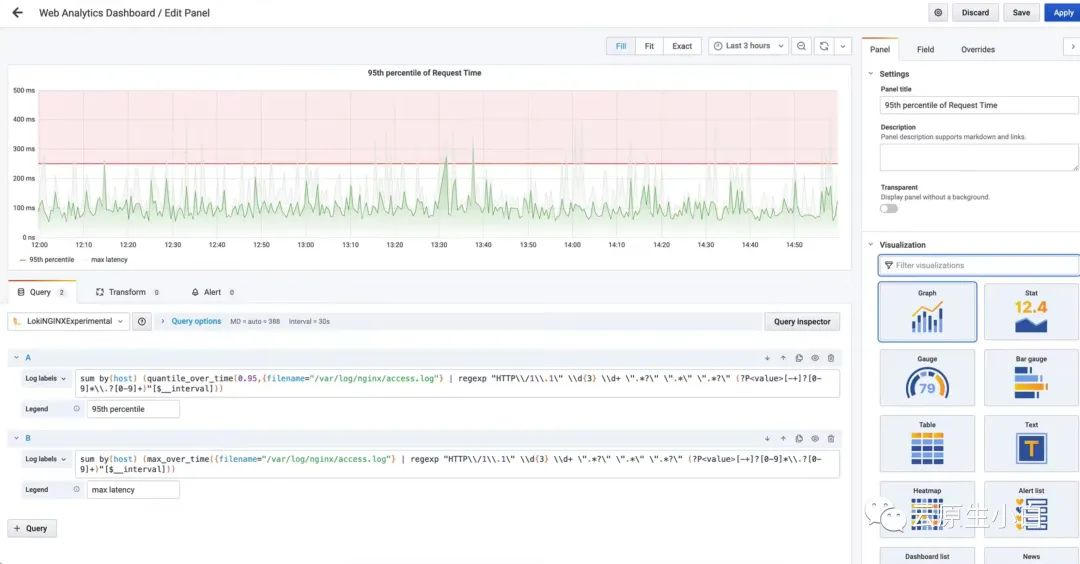 Web Analytics Dashboard / Edit Panel
Discard
Save
Apply
Fill
Fit
Exact
Last 3 hours
95th percentile of Request Time
500 ms
400 ms
300 ms
200 ms
100 ms
0 ns
12:00
12:10
12:20
12:30
12:40
12:50
13:00
13:10
13:20
13:30
13:40
13:50
14:00
14:10
14:20
14:30
14:40
14:50
95th percentile
max latency
Query 2
Transform 0
Alert 0
LokiNGINXExperimental
Query options
MD = auto = 388
Interval = 30s
Query inspector
A
Log labels
sum by(host) (quantile_over_time(0.95,{filename="/var/log/nginx/access.log"} | regexp "HTTP\\/1\\.1\" \\d{3} \\d+ \".*?\" \".*\" \".*?\" (?P<value>[-+]?[0-
9]*\\.?[0-9]+)"[$__interval]))
Legend
95th percentile
B
Log labels
sum by(host) (max_over_time({filename="/var/log/nginx/access.log"} | regexp "HTTP\\/1\\.1\" \\d{3} \\d+ \".*?\" \".*\" \".*?\" (?P<value>[-+]?[0-9]*\\.?[0-
9]+)"[$__interval]))
Legend
max latency
+ Query
Panel
Field
Overrides
Settings
Panel title
95th percentile of Request Time
Description
Panel description supports markdown and links.
Transparent
Display panel without a background.
Visualization
Filter visualizations
Graph
Stat
12.4
Gauge
79
Bar gauge
Table
Text
T
Heatmap
Alert list
云原生小白
Dashboard list
News